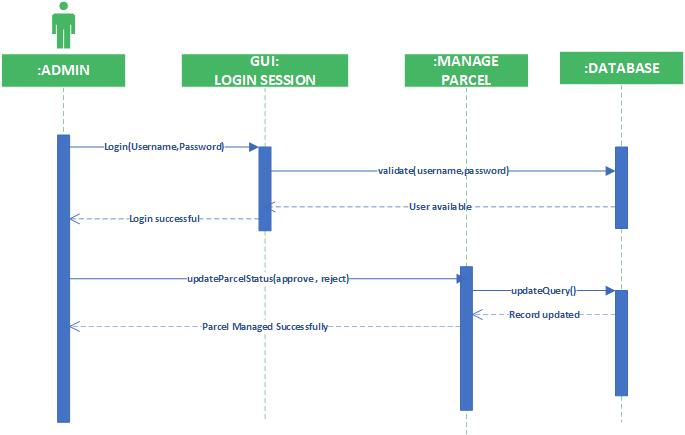 :ADMIN
GUI:
LOGIN SESSION
:MANAGE
PARCEL
:DATABASE
Login(Username,Password)
validate(username,password)
User available
Login successful
updateParcelStatus(approve , reject)
updateQuery()
Record updated
Parcel Managed Successfully